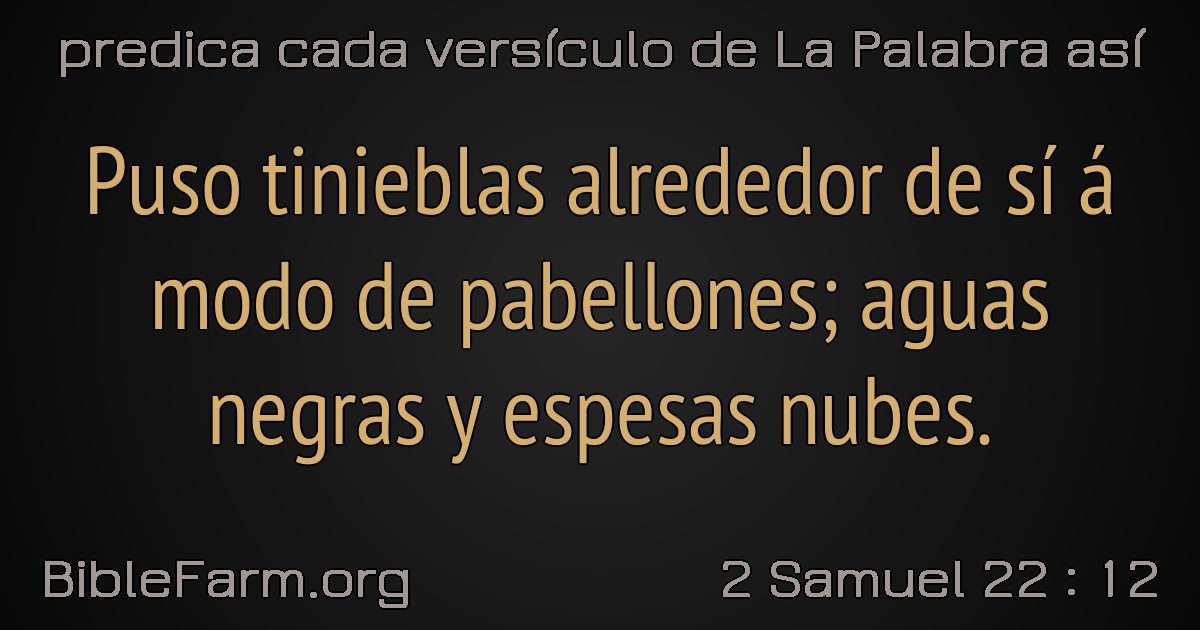 predica cada versículo de La Palabra así
Puso tinieblas alrededor de sí á
modo de pabellones; aguas
negras y espesas nubes.
BibleFarm.org
2 Samuel 22 : 12